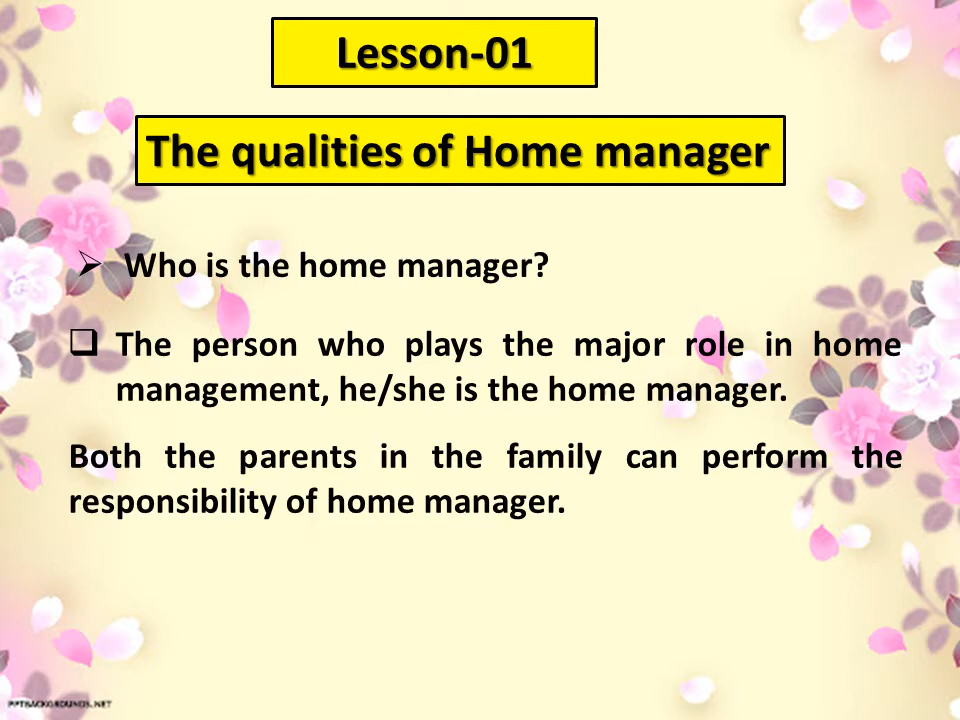 Lesson-01
The qualities of Home manager
Who is the home manager?
The person who plays the major role in home
management, he/she is the home manager.
Both the parents in the family can perform the
responsibility of home manager.
PPTBACKGROUNDS.NET